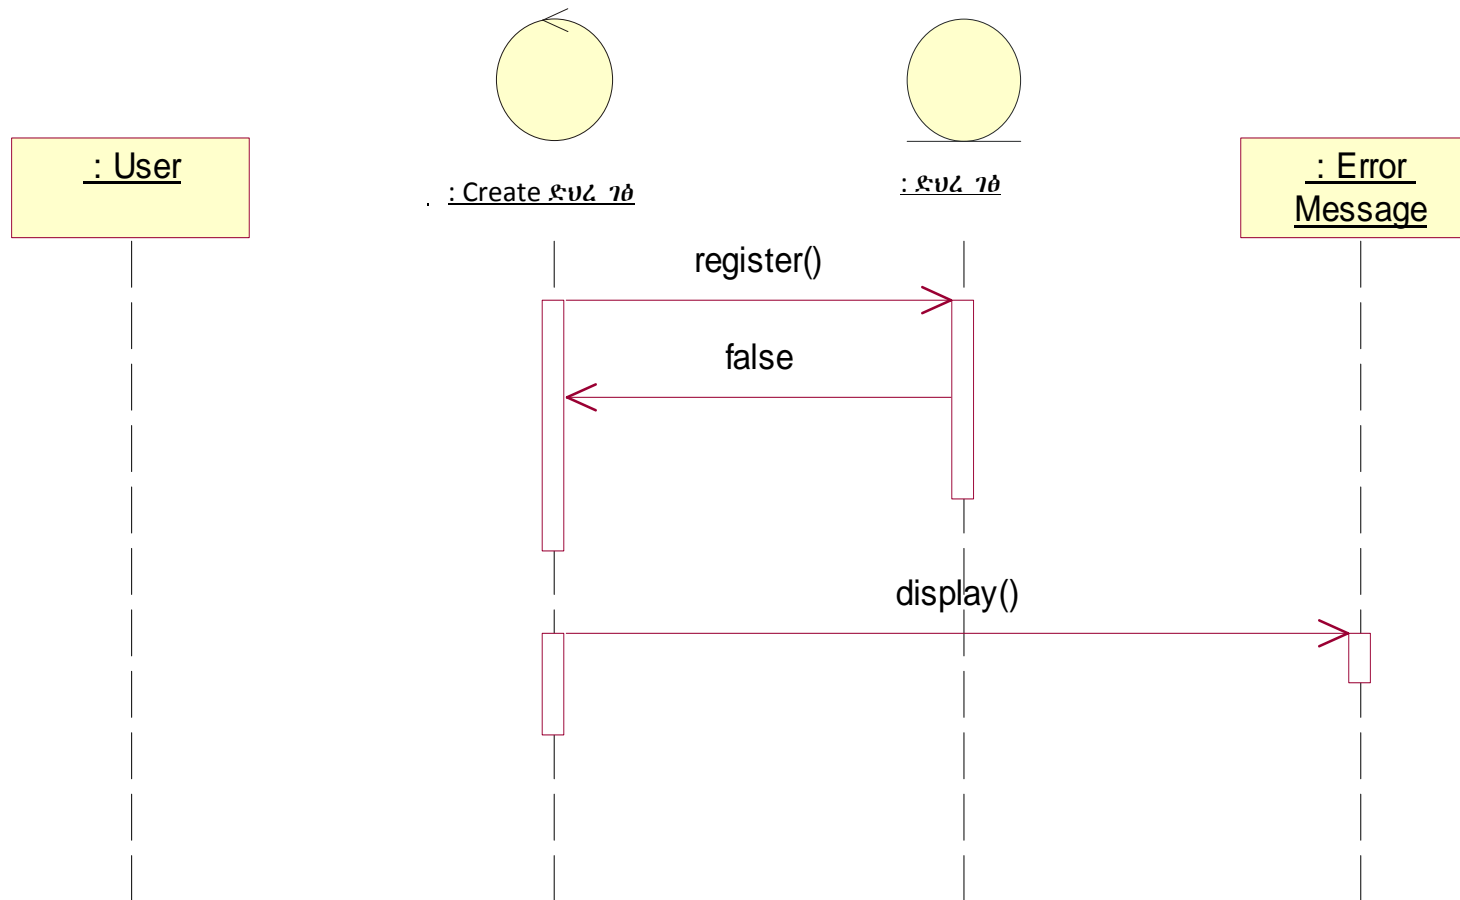 : User
: Create ድህረ ገፅ
: ድህረ ገፅ
: Error
Message
register()
false
display()